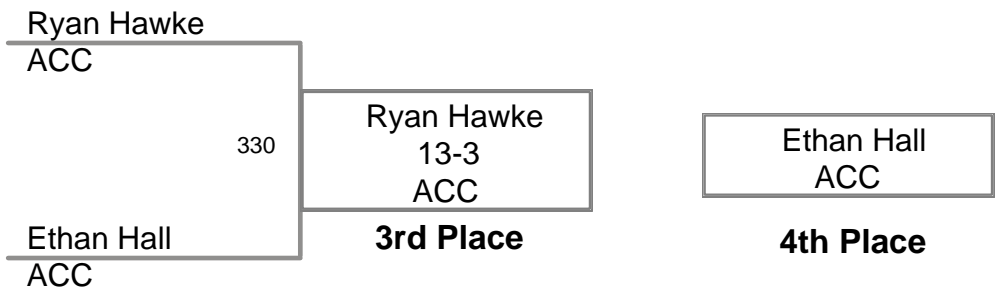 Ryan Hawke
ACC
330
Ethan Hall
ACC
Ryan Hawke
13-3
ACC
3rd Place
Ethan Hall
ACC
4th Place